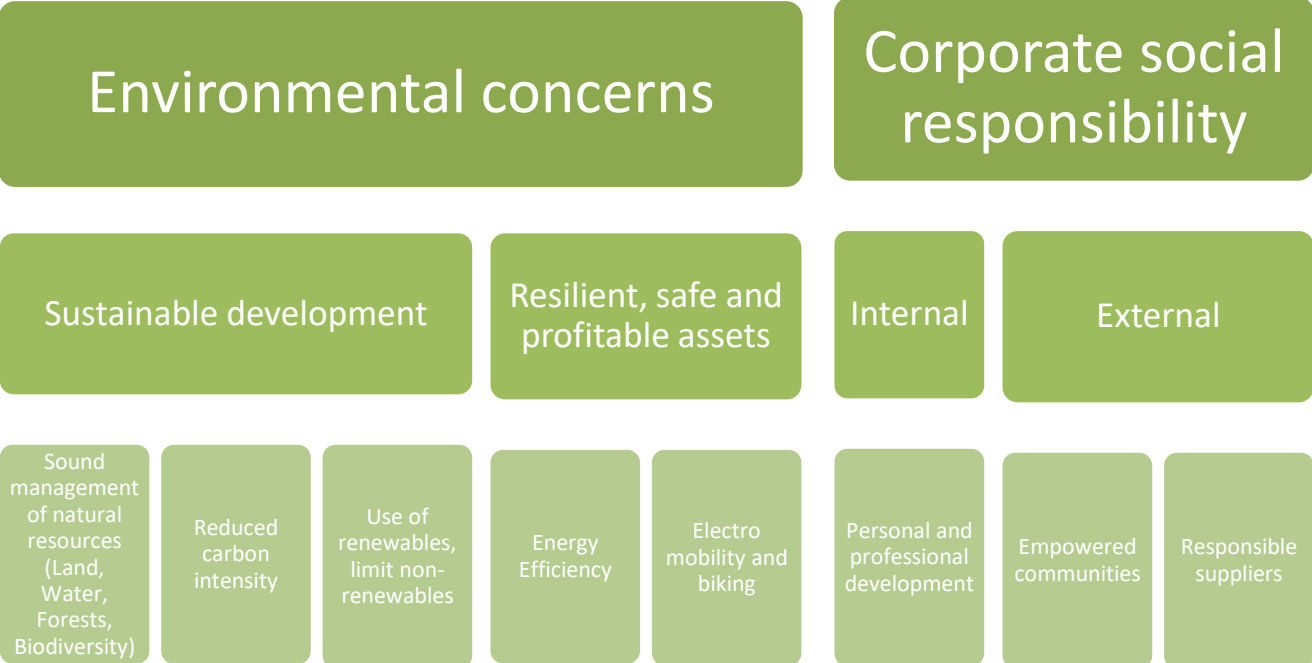 Environmental concerns
Corporate social
responsibility
Sustainable development
Resilient, safe and
profitable assets
Internal
External
Sound
management
of natural
resources
(Land,
Water,
Forests,
Biodiversity)
Reduced
carbon
intensity
Use of
renewables,
limit non-
renewables
Energy
Efficiency
Electro
mobility and
biking
Personal and
professional
development
Empowered
communities
Responsible
suppliers